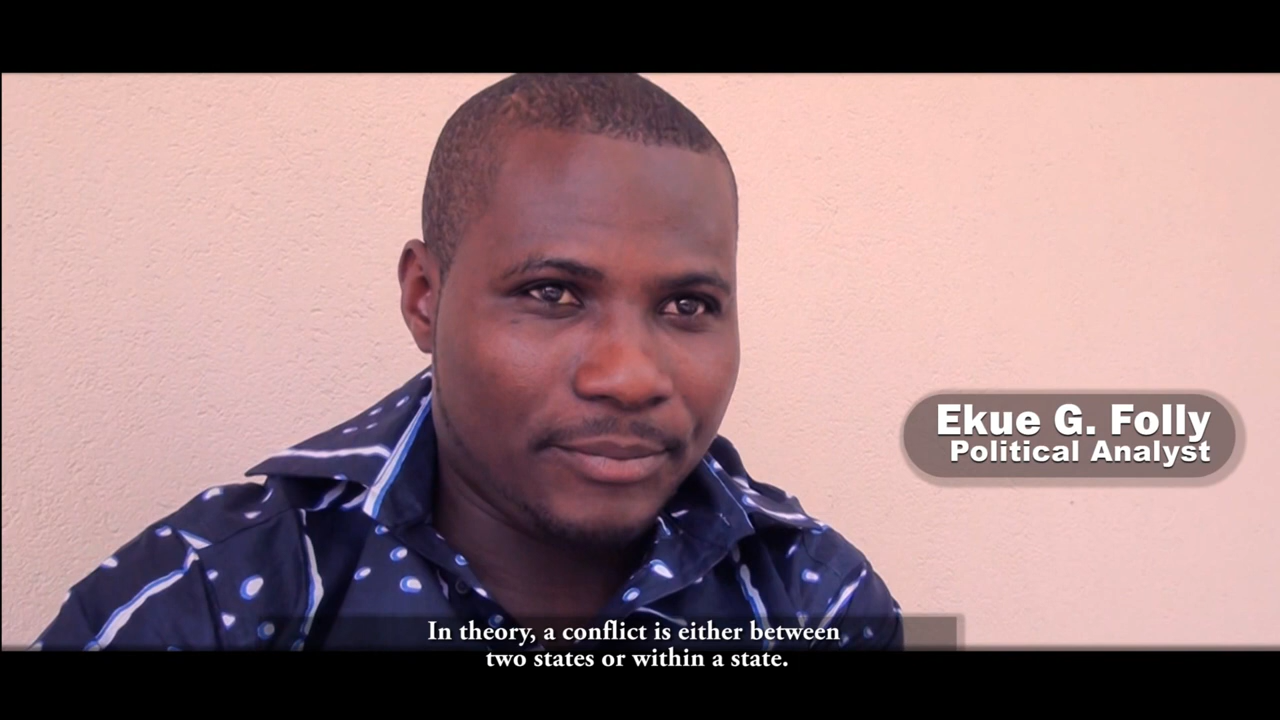 Ekue G. Folly
Political Analyst
In theory, a conflict is either between
two states or within a state.